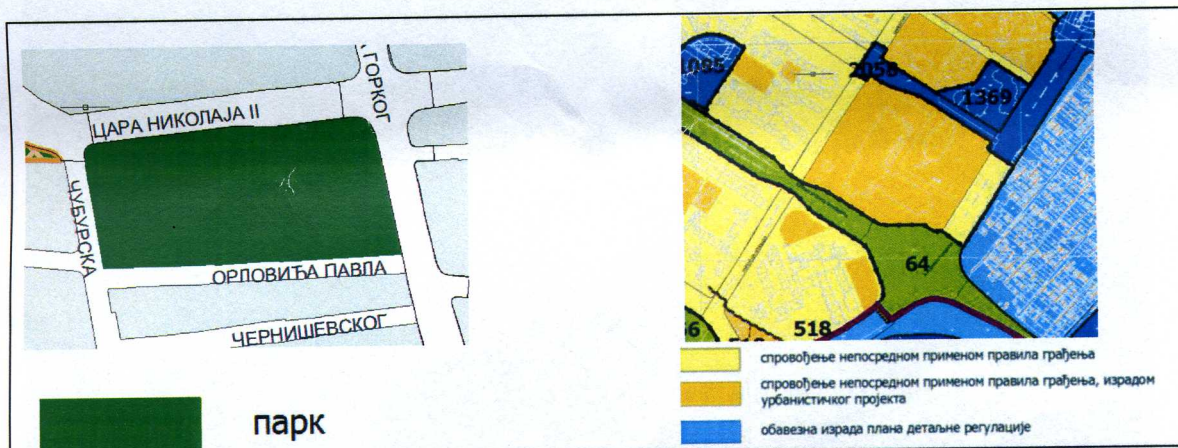 ЦАРА НИКОЛАЈА II
ГОРКОГ
ЧУБУРСКА
ОРЛОВИЋА ПАВЛА
ЧЕРНИШЕВСКОГ
парк
2058
1369
64
518
спровођење непосредном применом правила грађења
спровођење непосредном применом правила грађења, израдом
урбанистичког пројекта
обавезна израда плана детаљне регулације